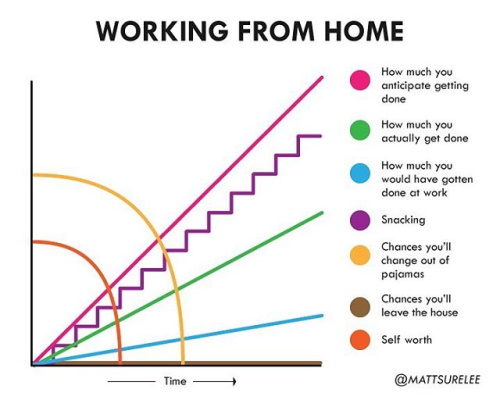 WORKING FROM HOME
How much you
anticipate getting
done
How much you
actually get done
How much you
would have gotten
done at work
Snacking
Chances you'll
change out of
pajamas
Chances you'll
leave the house
Self worth
Time
@MATTSURELEE